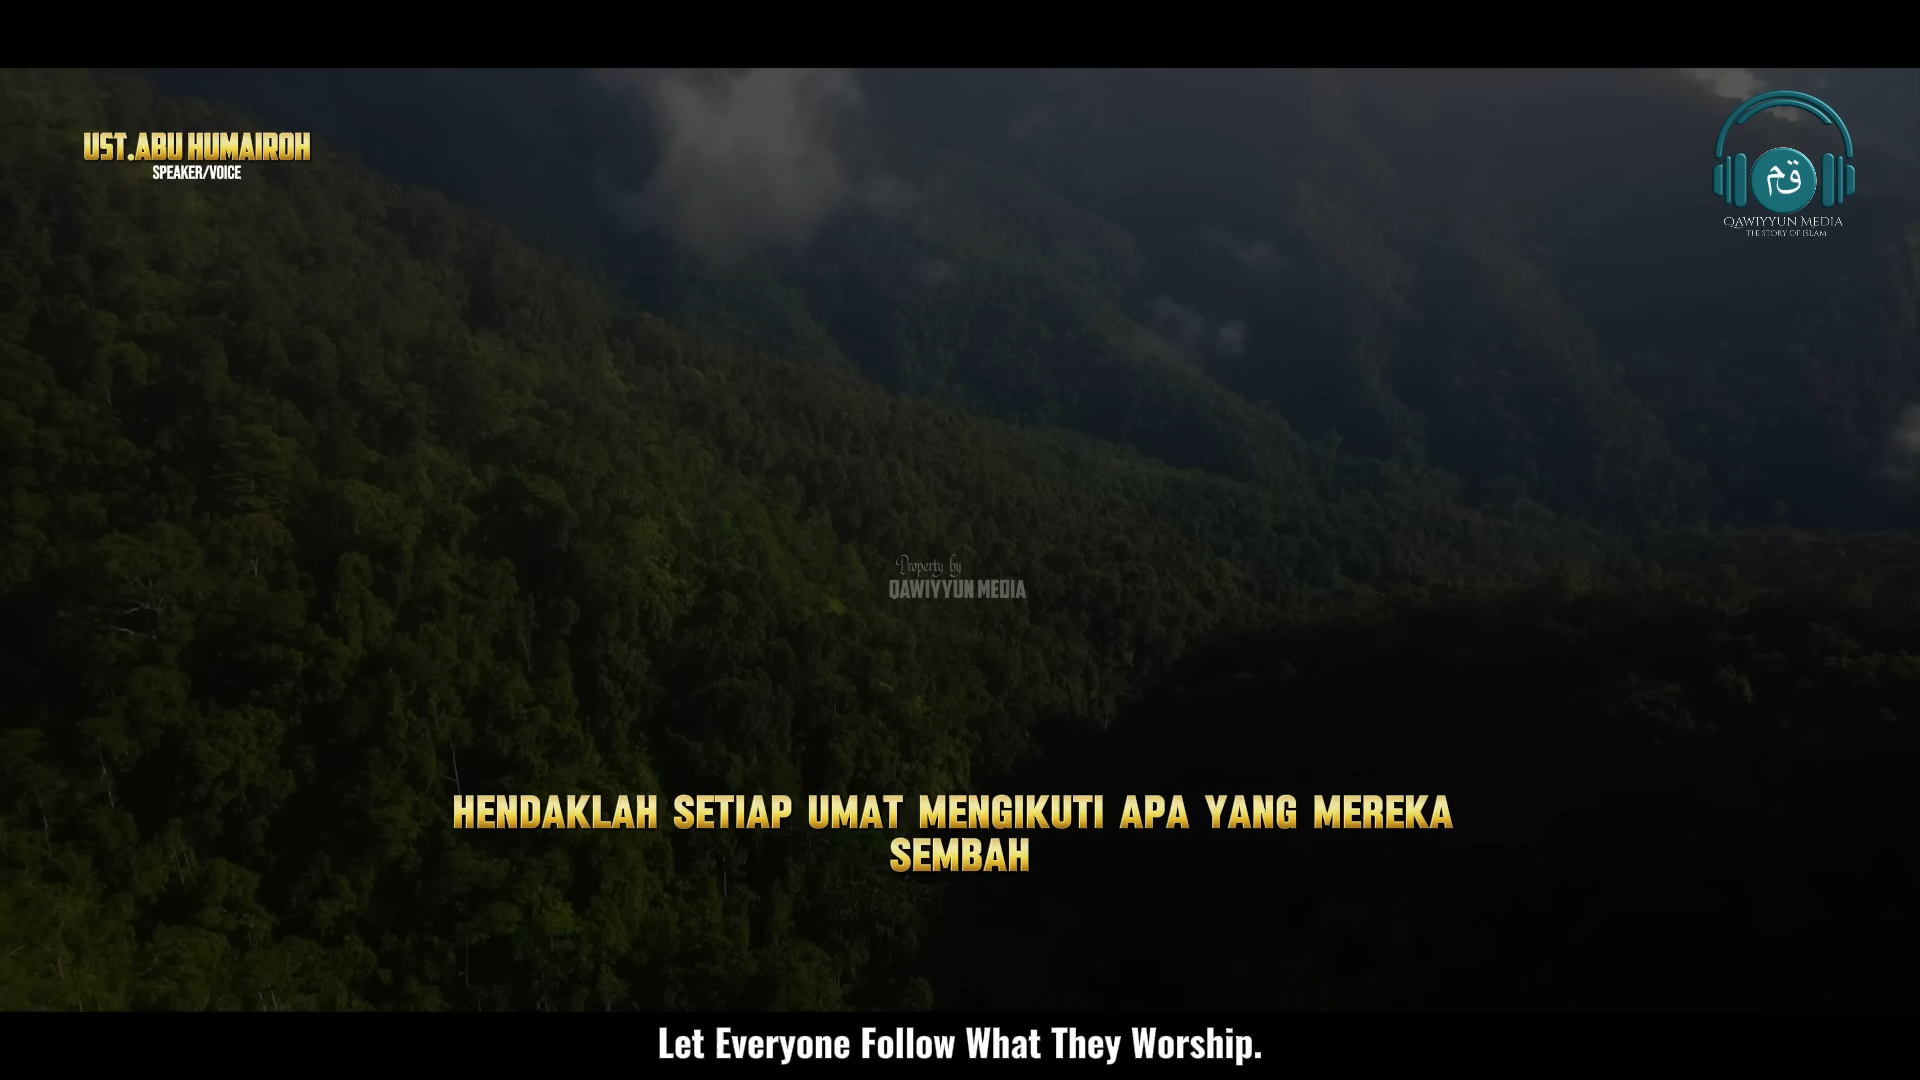 UST.ABU HUMAIROH
SPEAKER/VOICE
قم
QAWIYYUN MEDIA
THE STORY OF ISLAM
Property by
QAWIYYUN MEDIA
HENDAKLAH SETIAP UMAT MENGIKUTI APA YANG MEREKA
SEMBAH
Let Everyone Follow What They Worship.